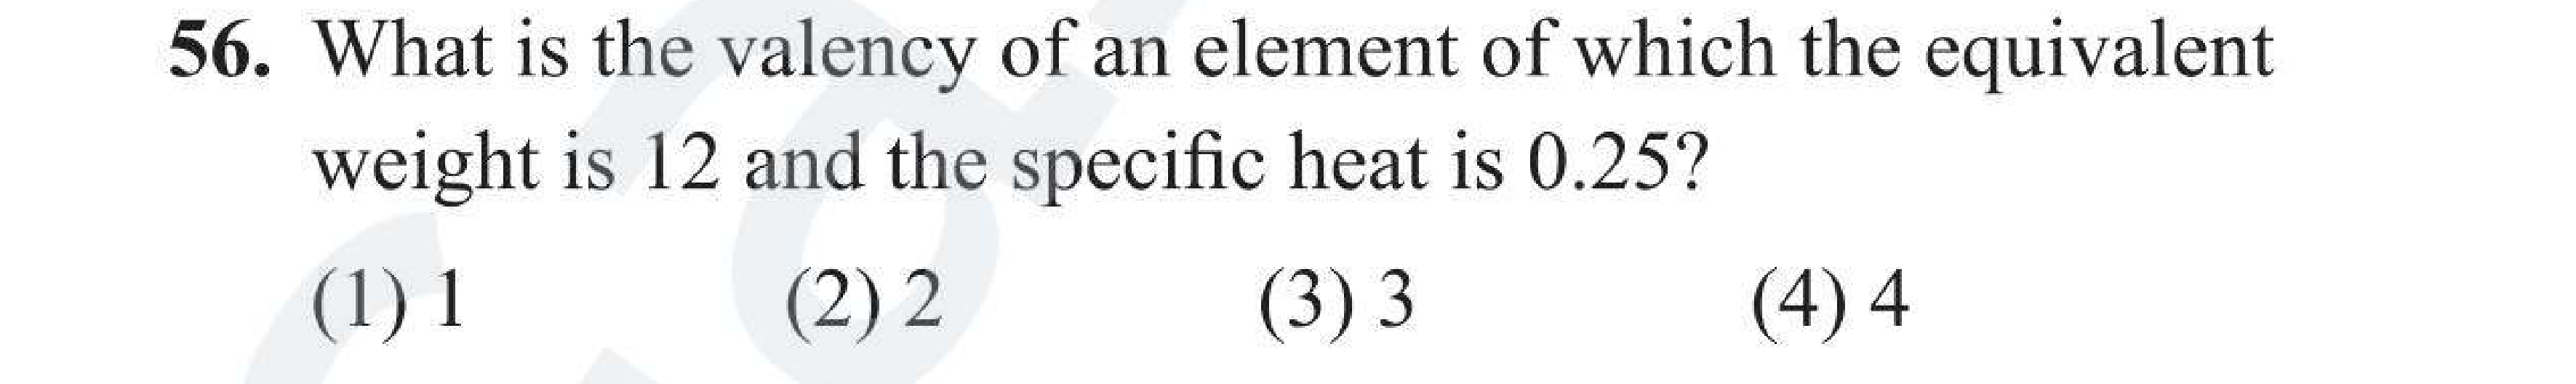 56. What is the valency of an element of which the equivalent
weight is 12 and the specific heat is 0.25?
(1) 1 (2) 2 (3) 3 (4) 4